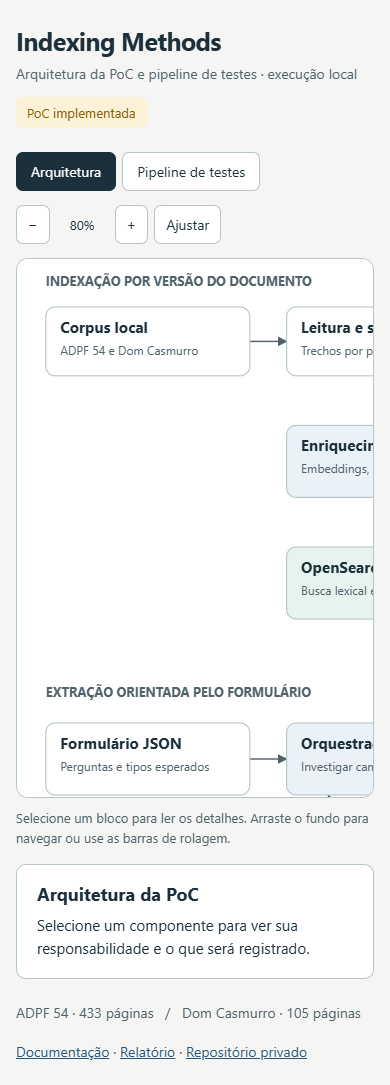 Indexing Methods
Arquitetura da PoC e pipeline de testes · execução local
PoC implementada
Arquitetura
Pipeline de testes
−
80%
+
Ajustar
INDEXAÇÃO POR VERSÃO DO DOCUMENTO
Corpus local
ADPF 54 e Dom Casmurro
Leitura e s
Trechos por p
Enriquecin
Embeddings,
OpenSearc
Busca lexical e
EXTRAÇÃO ORIENTADA PELO FORMULÁRIO
Formulário JSON
Perguntas e tipos esperados
Orquestra
Investigar cam
Selecione um bloco para ler os detalhes. Arraste o fundo para
navegar ou use as barras de rolagem.
Arquitetura da PoC
Selecione um componente para ver sua
responsabilidade e o que será registrado.
ADPF 54 · 433 páginas / Dom Casmurro · 105 páginas
Documentação · Relatório · Repositório privado